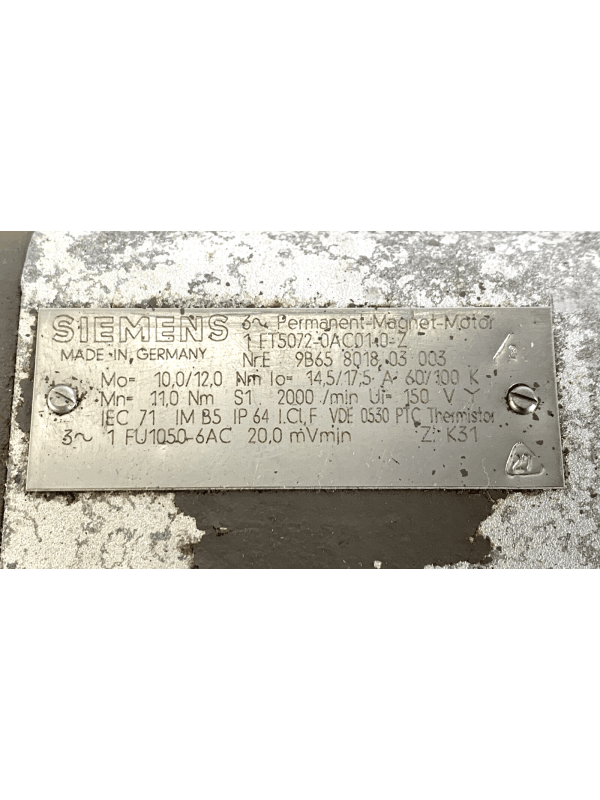 SIEMENS 6~ Permanent-Magnet-Motor
1 FT5072-0AC01-0-Z
MADE IN GERMANY Nr.E 9B65 8018 03 003
Mo= 10,0/12,0 Nm Io= 14,5/17,5 A 60/100 K
Mn= 11,0 Nm S1 2000 /min Ui= 150 V Y
IEC 71 IM B5 IP 64 I.Cl.F VDE 0530 PTC Thermistor
3~ 1 FU1050-6AC 20,0 mVmin Z: K31